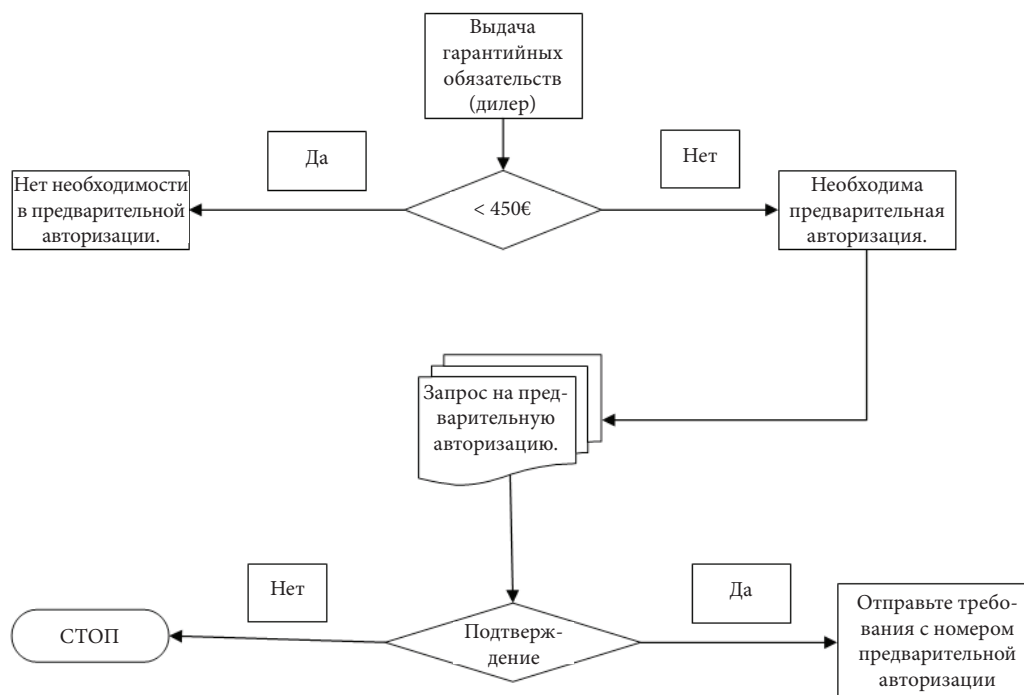 Выдача
гарантийных
обязательств
(дилер)
Да
Нет
Нет необходимости
в предварительной
авторизации.
< 450€
Необходима
предварительная
авторизация.
Запрос на пред-
варительную
авторизацию.
Нет
Да
СТОП
Подтверж-
дение
Отправьте требо-
вания с номером
предварительной
авторизации